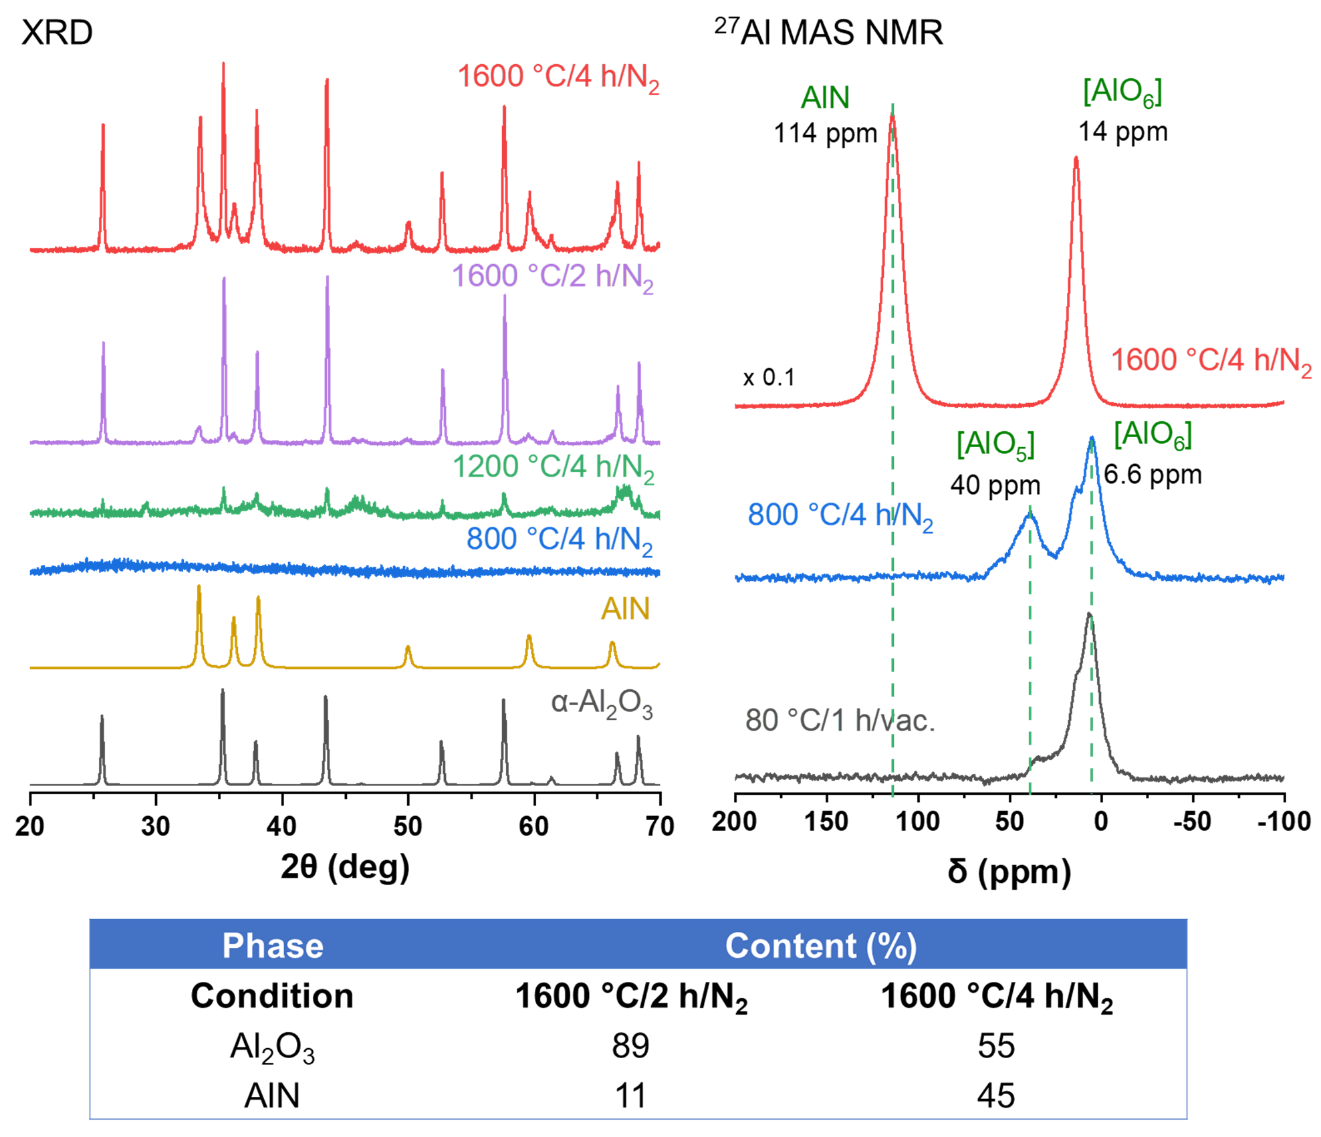 XRD
1600 °C/4 h/N₂
1600 °C/2 h/N₂
1200 °C/4 h/N₂
800 °C/4 h/N₂
AlN
α-Al₂O₃
20 30 40 50 60 70
2θ (deg)
²⁷Al MAS NMR
AlN
114 ppm
[AlO₆]
14 ppm
x 0.1
1600 °C/4 h/N₂
[AlO₅]
40 ppm
[AlO₆]
6.6 ppm
800 °C/4 h/N₂
80 °C/1 h/vac.
200 150 100 50 0 -50 -100
δ (ppm)
Phase Content (%)
Condition 1600 °C/2 h/N₂ 1600 °C/4 h/N₂
Al₂O₃ 89 55
AlN 11 45